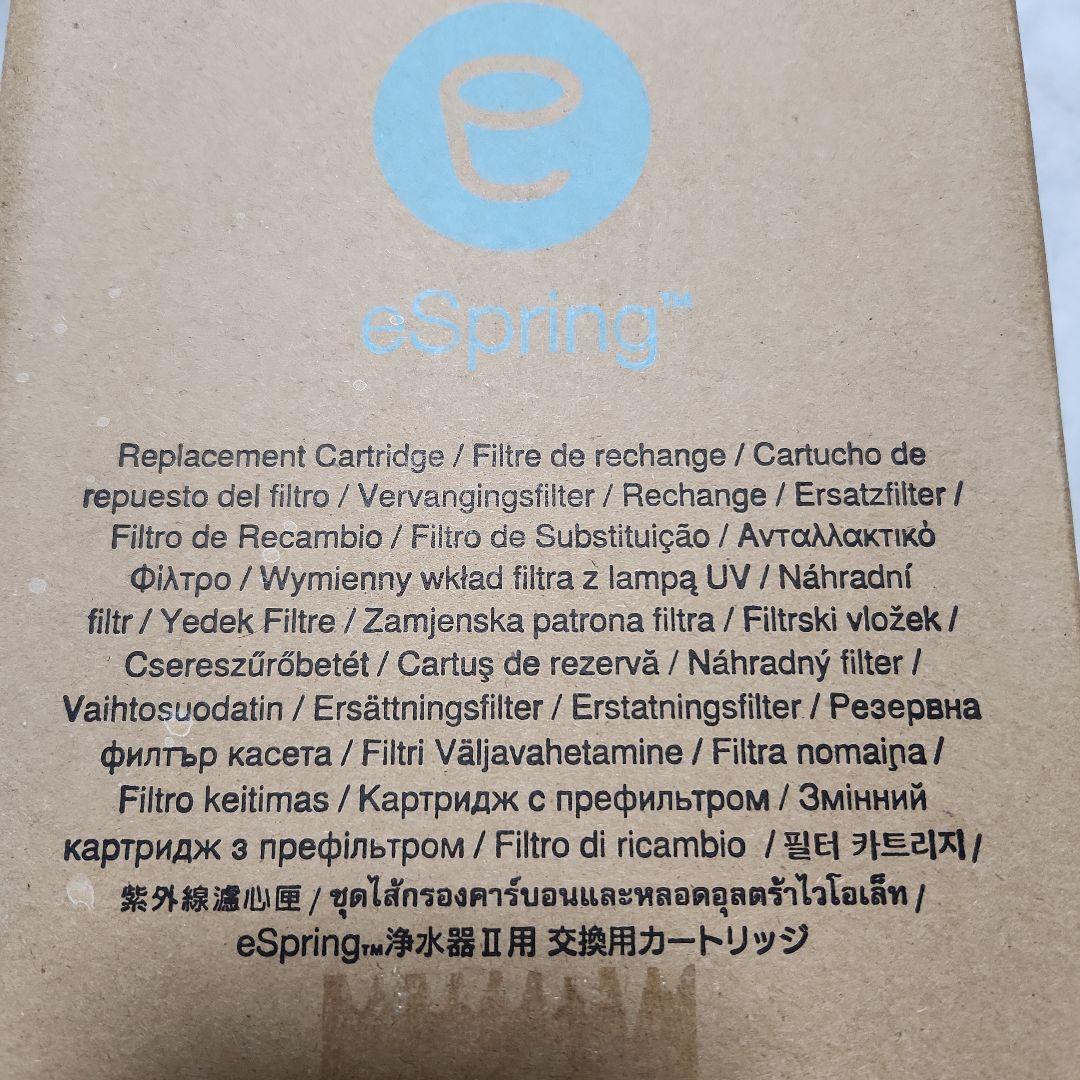 e
eSpring™
Replacement Cartridge / Filtre de rechange / Cartucho de
repuesto del filtro / Vervangingsfilter / Rechange / Ersatzfilter /
Filtro de Recambio / Filtro de Substituição / Ανταλλακτικό
Φίλτρο / Wymienny wkład filtra z lampą UV / Náhradní
filtr / Yedek Filtre / Zamjenska patrona filtra / Filtrski vložek /
Csereszűrőbetét / Cartuş de rezervă / Náhradný filter /
Vaihtosuodatin / Ersättningsfilter / Erstatningsfilter / Резервна
филтър касета / Filtri Väljavahetamine / Filtra nomaiņa /
Filtro keitimas / Картридж с префильтром / Змінний
картридж з префільтром / Filtro di ricambio / 필터 카트리지 /
紫外線濾心匣 / ชุดไส้กรองคาร์บอนและหลอดอุลตร้าไวโอเล็ท /
eSpring™浄水器Ⅱ用 交換用カートリッジ